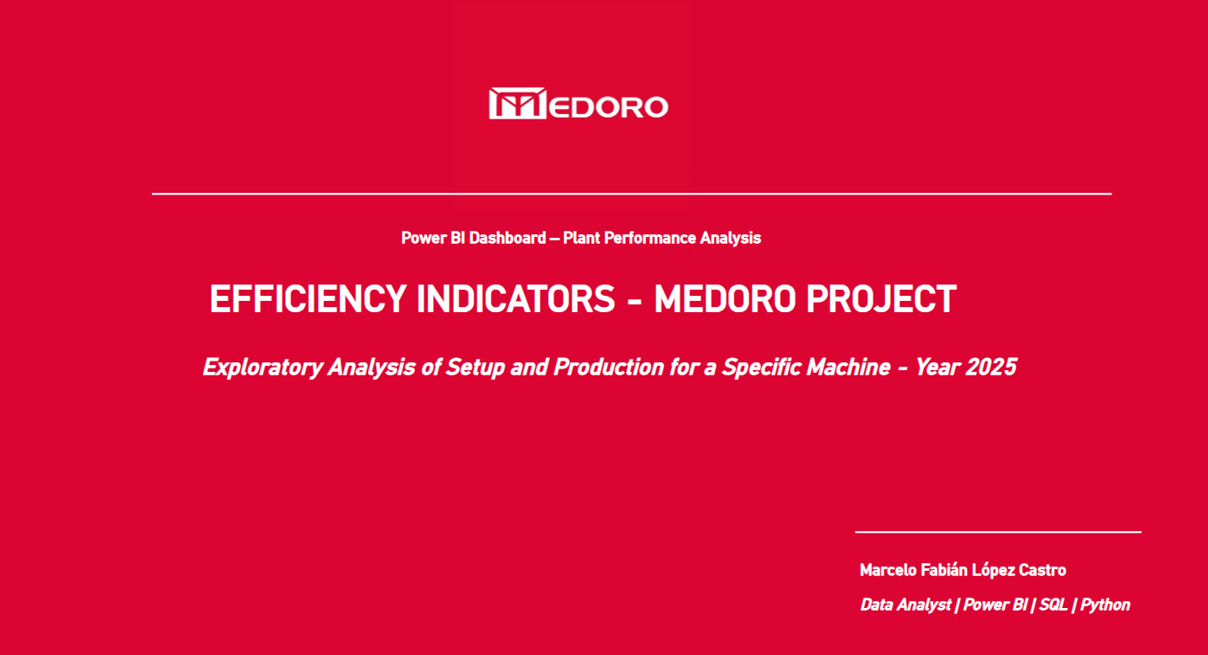 MEDORO
Power BI Dashboard – Plant Performance Analysis
EFFICIENCY INDICATORS - MEDORO PROJECT
Exploratory Analysis of Setup and Production for a Specific Machine - Year 2025
Marcelo Fabián López Castro
Data Analyst | Power BI | SQL | Python